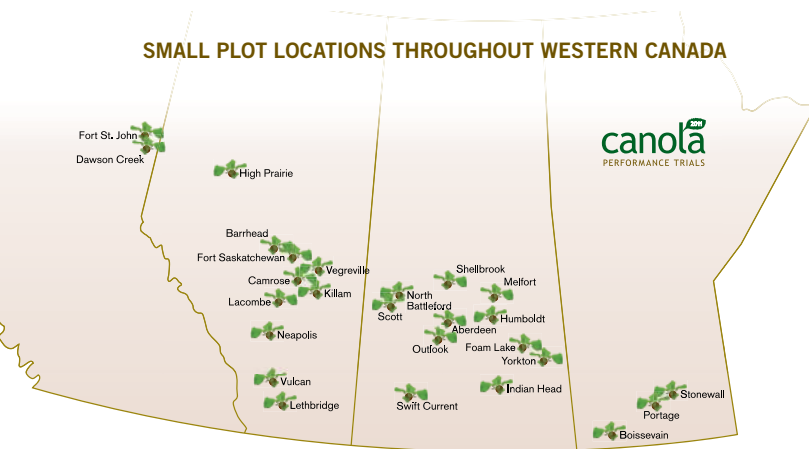 SMALL PLOT LOCATIONS THROUGHOUT WESTERN CANADA
2011
canola
PERFORMANCE TRIALS
Fort St. John
Dawson Creek
High Prairie
Barrhead
Fort Saskatchewan
Vegreville
Camrose
Killam
Lacombe
Neapolis
Vulcan
Lethbridge
Shellbrook
Melfort
North
Battleford
Scott
Humboldt
Aberdeen
Outlook
Foam Lake
Yorkton
Indian Head
Swift Current
Stonewall
Portage
Boissevain